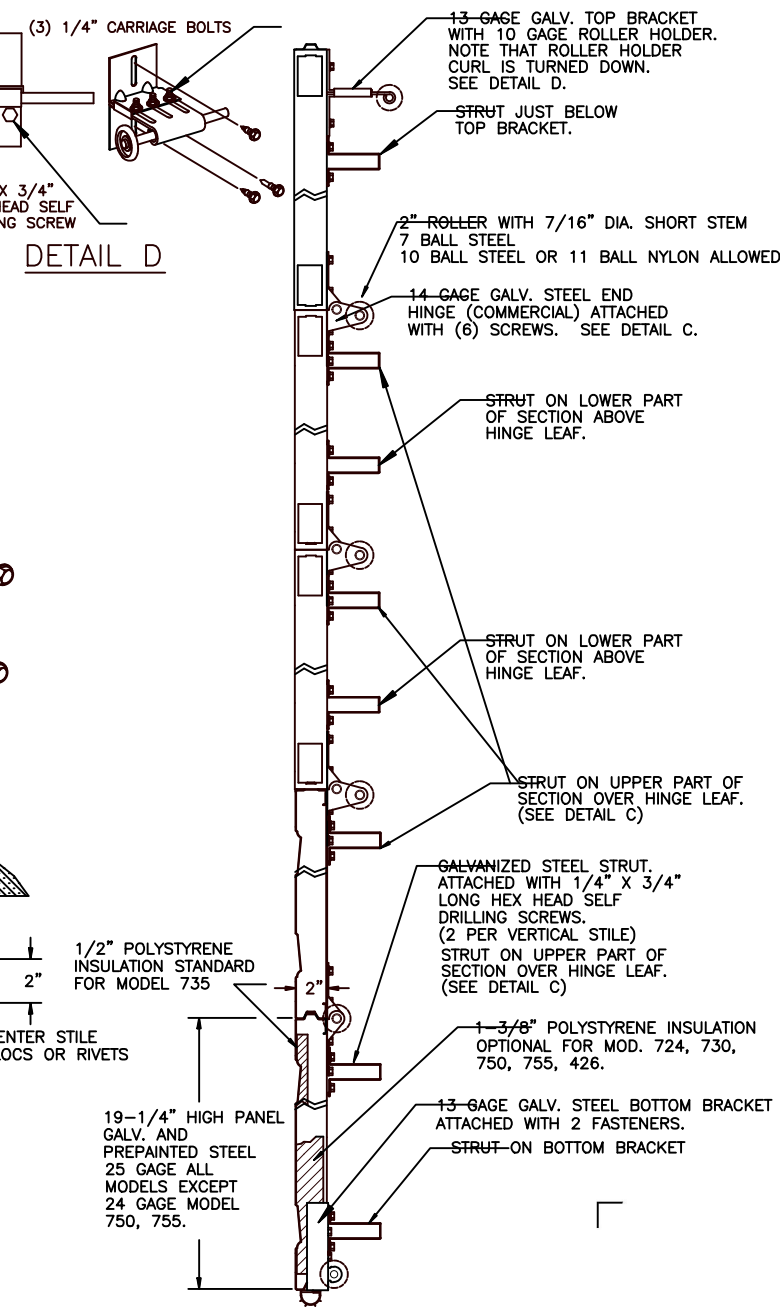 (3) 1/4" CARRIAGE BOLTS
X 3/4"
HEAD SELF
NG SCREW
DETAIL D
13 GAGE GALV. TOP BRACKET
WITH 10 GAGE ROLLER HOLDER.
NOTE THAT ROLLER HOLDER
CURL IS TURNED DOWN.
SEE DETAIL D.
STRUT JUST BELOW
TOP BRACKET.
2" ROLLER WITH 7/16" DIA. SHORT STEM
7 BALL STEEL
10 BALL STEEL OR 11 BALL NYLON ALLOWED
14 GAGE GALV. STEEL END
HINGE (COMMERCIAL) ATTACHED
WITH (6) SCREWS. SEE DETAIL C.
STRUT ON LOWER PART
OF SECTION ABOVE
HINGE LEAF.
STRUT ON LOWER PART
OF SECTION ABOVE
HINGE LEAF.
STRUT ON UPPER PART OF
SECTION OVER HINGE LEAF.
(SEE DETAIL C)
GALVANIZED STEEL STRUT.
ATTACHED WITH 1/4" X 3/4"
LONG HEX HEAD SELF
DRILLING SCREWS.
(2 PER VERTICAL STILE)
STRUT ON UPPER PART OF
SECTION OVER HINGE LEAF.
(SEE DETAIL C)
1/2" POLYSTYRENE
INSULATION STANDARD
FOR MODEL 735
2"
2"
ENTER STILE
LOCS OR RIVETS
1-3/8" POLYSTYRENE INSULATION
OPTIONAL FOR MOD. 724, 730,
750, 755, 426.
19-1/4" HIGH PANEL
GALV. AND
PREPAINTED STEEL
25 GAGE ALL
MODELS EXCEPT
24 GAGE MODEL
750, 755.
13 GAGE GALV. STEEL BOTTOM BRACKET
ATTACHED WITH 2 FASTENERS.
STRUT ON BOTTOM BRACKET